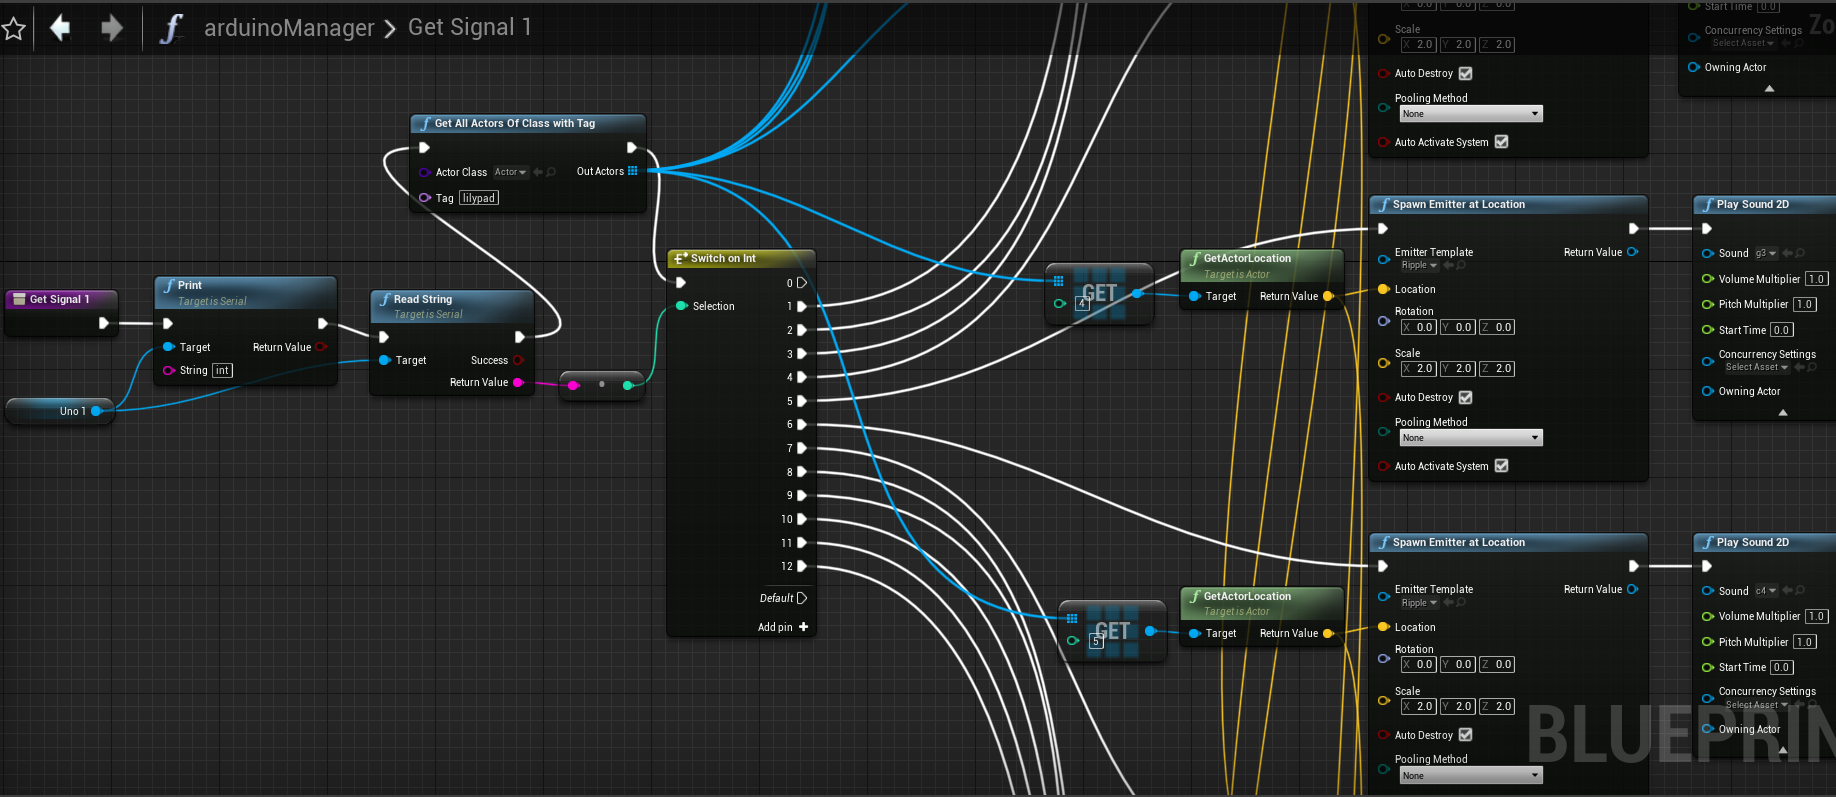 arduinoManager > Get Signal 1
Zo
Scale
X 2.0 Y 2.0 Z 2.0
Auto Destroy
Pooling Method
None
Auto Activate System
Start Time 0.0
Concurrency Settings
Select Asset
Owning Actor
Get All Actors Of Class with Tag
Actor Class Actor Out Actors
Tag lilypad
Get Signal 1
Print
Target is Serial
Target Return Value
String int
Uno 1
Read String
Target is Serial
Target Success
Return Value
Switch on Int
0
Selection 1
2
3
4
5
6
7
8
9
10
11
12
Default
Add pin
GET
4
GetActorLocation
Target is Actor
Target Return Value
Spawn Emitter at Location
Emitter Template Return Value
Ripple
Location
Rotation
X 0.0 Y 0.0 Z 0.0
Scale
X 2.0 Y 2.0 Z 2.0
Auto Destroy
Pooling Method
None
Auto Activate System
Play Sound 2D
Sound g3
Volume Multiplier 1.0
Pitch Multiplier 1.0
Start Time 0.0
Concurrency Settings
Select Asset
Owning Actor
GET
5
GetActorLocation
Target is Actor
Target Return Value
Spawn Emitter at Location
Emitter Template Return Value
Ripple
Location
Rotation
X 0.0 Y 0.0 Z 0.0
Scale
X 2.0 Y 2.0 Z 2.0
Auto Destroy
Pooling Method
None
Play Sound 2D
Sound c4
Volume Multiplier 1.0
Pitch Multiplier 1.0
Start Time 0.0
Concurrency Settings
Select Asset
Owning Actor
BLUEPRIN